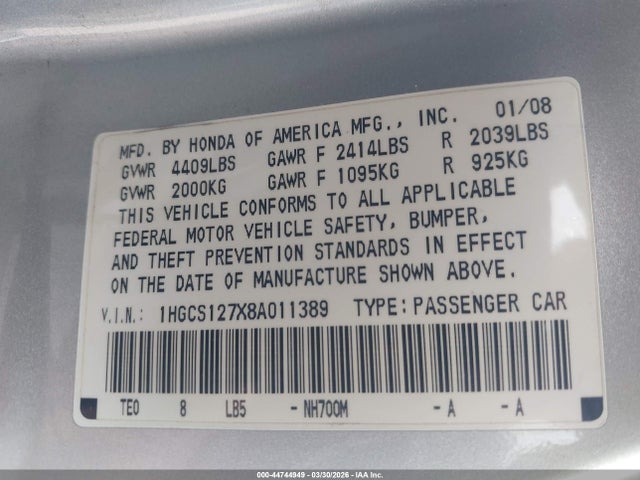 MFD. BY HONDA OF AMERICA MFG., INC. 01/08
GVWR 4409LBS GAWR F 2414LBS R 2039LBS
GVWR 2000KG GAWR F 1095KG R 925KG
THIS VEHICLE CONFORMS TO ALL APPLICABLE
FEDERAL MOTOR VEHICLE SAFETY, BUMPER,
AND THEFT PREVENTION STANDARDS IN EFFECT
ON THE DATE OF MANUFACTURE SHOWN ABOVE.
V.I.N.: 1HGCS127X8A011389 TYPE: PASSENGER CAR
TE0 8 LB5 - NH700M - A - A
000-44744949 | 03/30/2026 - IAA Inc.